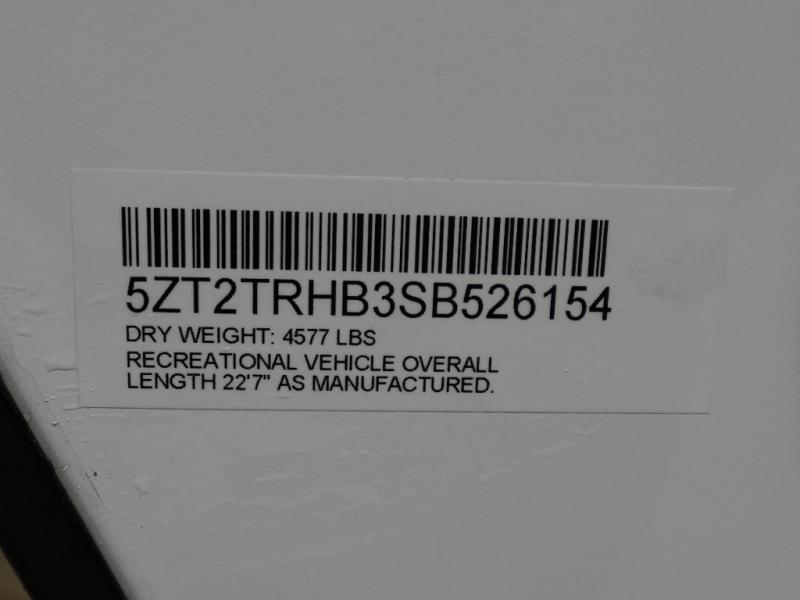 5ZT2TRHB3SB526154
DRY WEIGHT: 4577 LBS
RECREATIONAL VEHICLE OVERALL
LENGTH 22'7" AS MANUFACTURED.